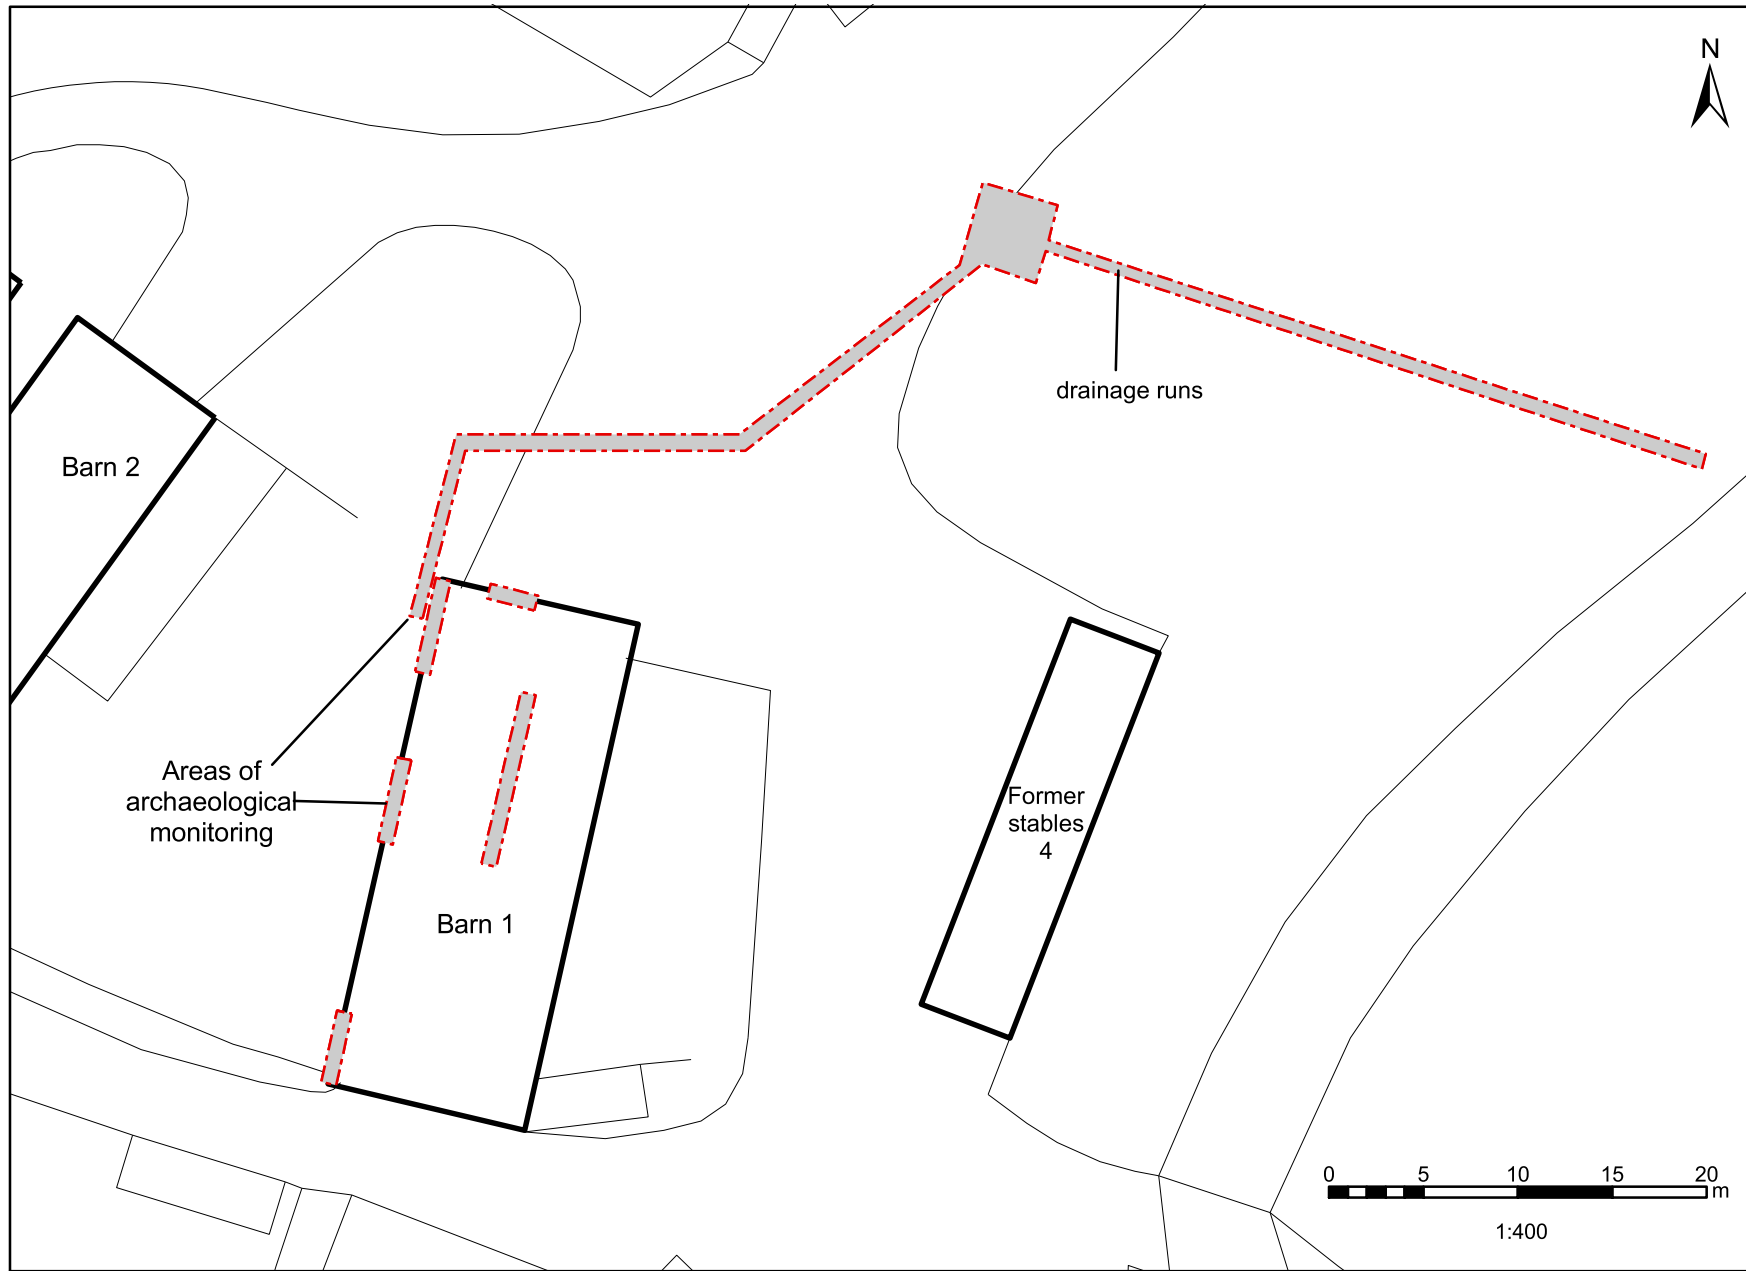 N
drainage runs
Barn 2
Areas of
archaeological
monitoring
Former
stables
4
Barn 1
0 5 10 15 20
m
1:400